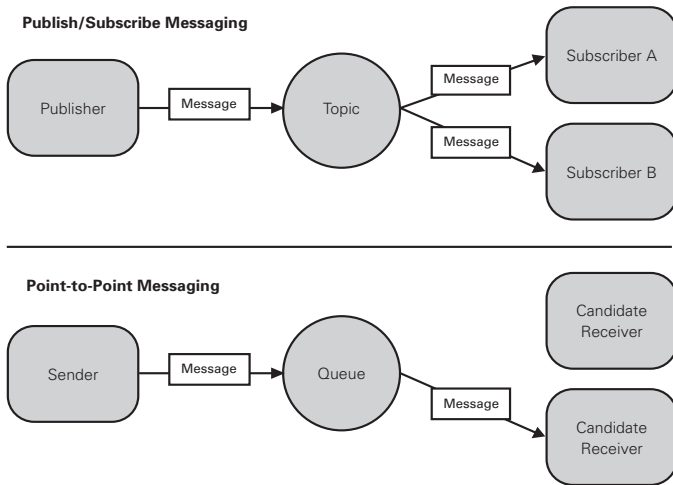 Publish/Subscribe Messaging
Publisher
Message
Topic
Message
Subscriber A
Message
Subscriber B
Point-to-Point Messaging
Sender
Message
Queue
Candidate
Receiver
Message
Candidate
Receiver